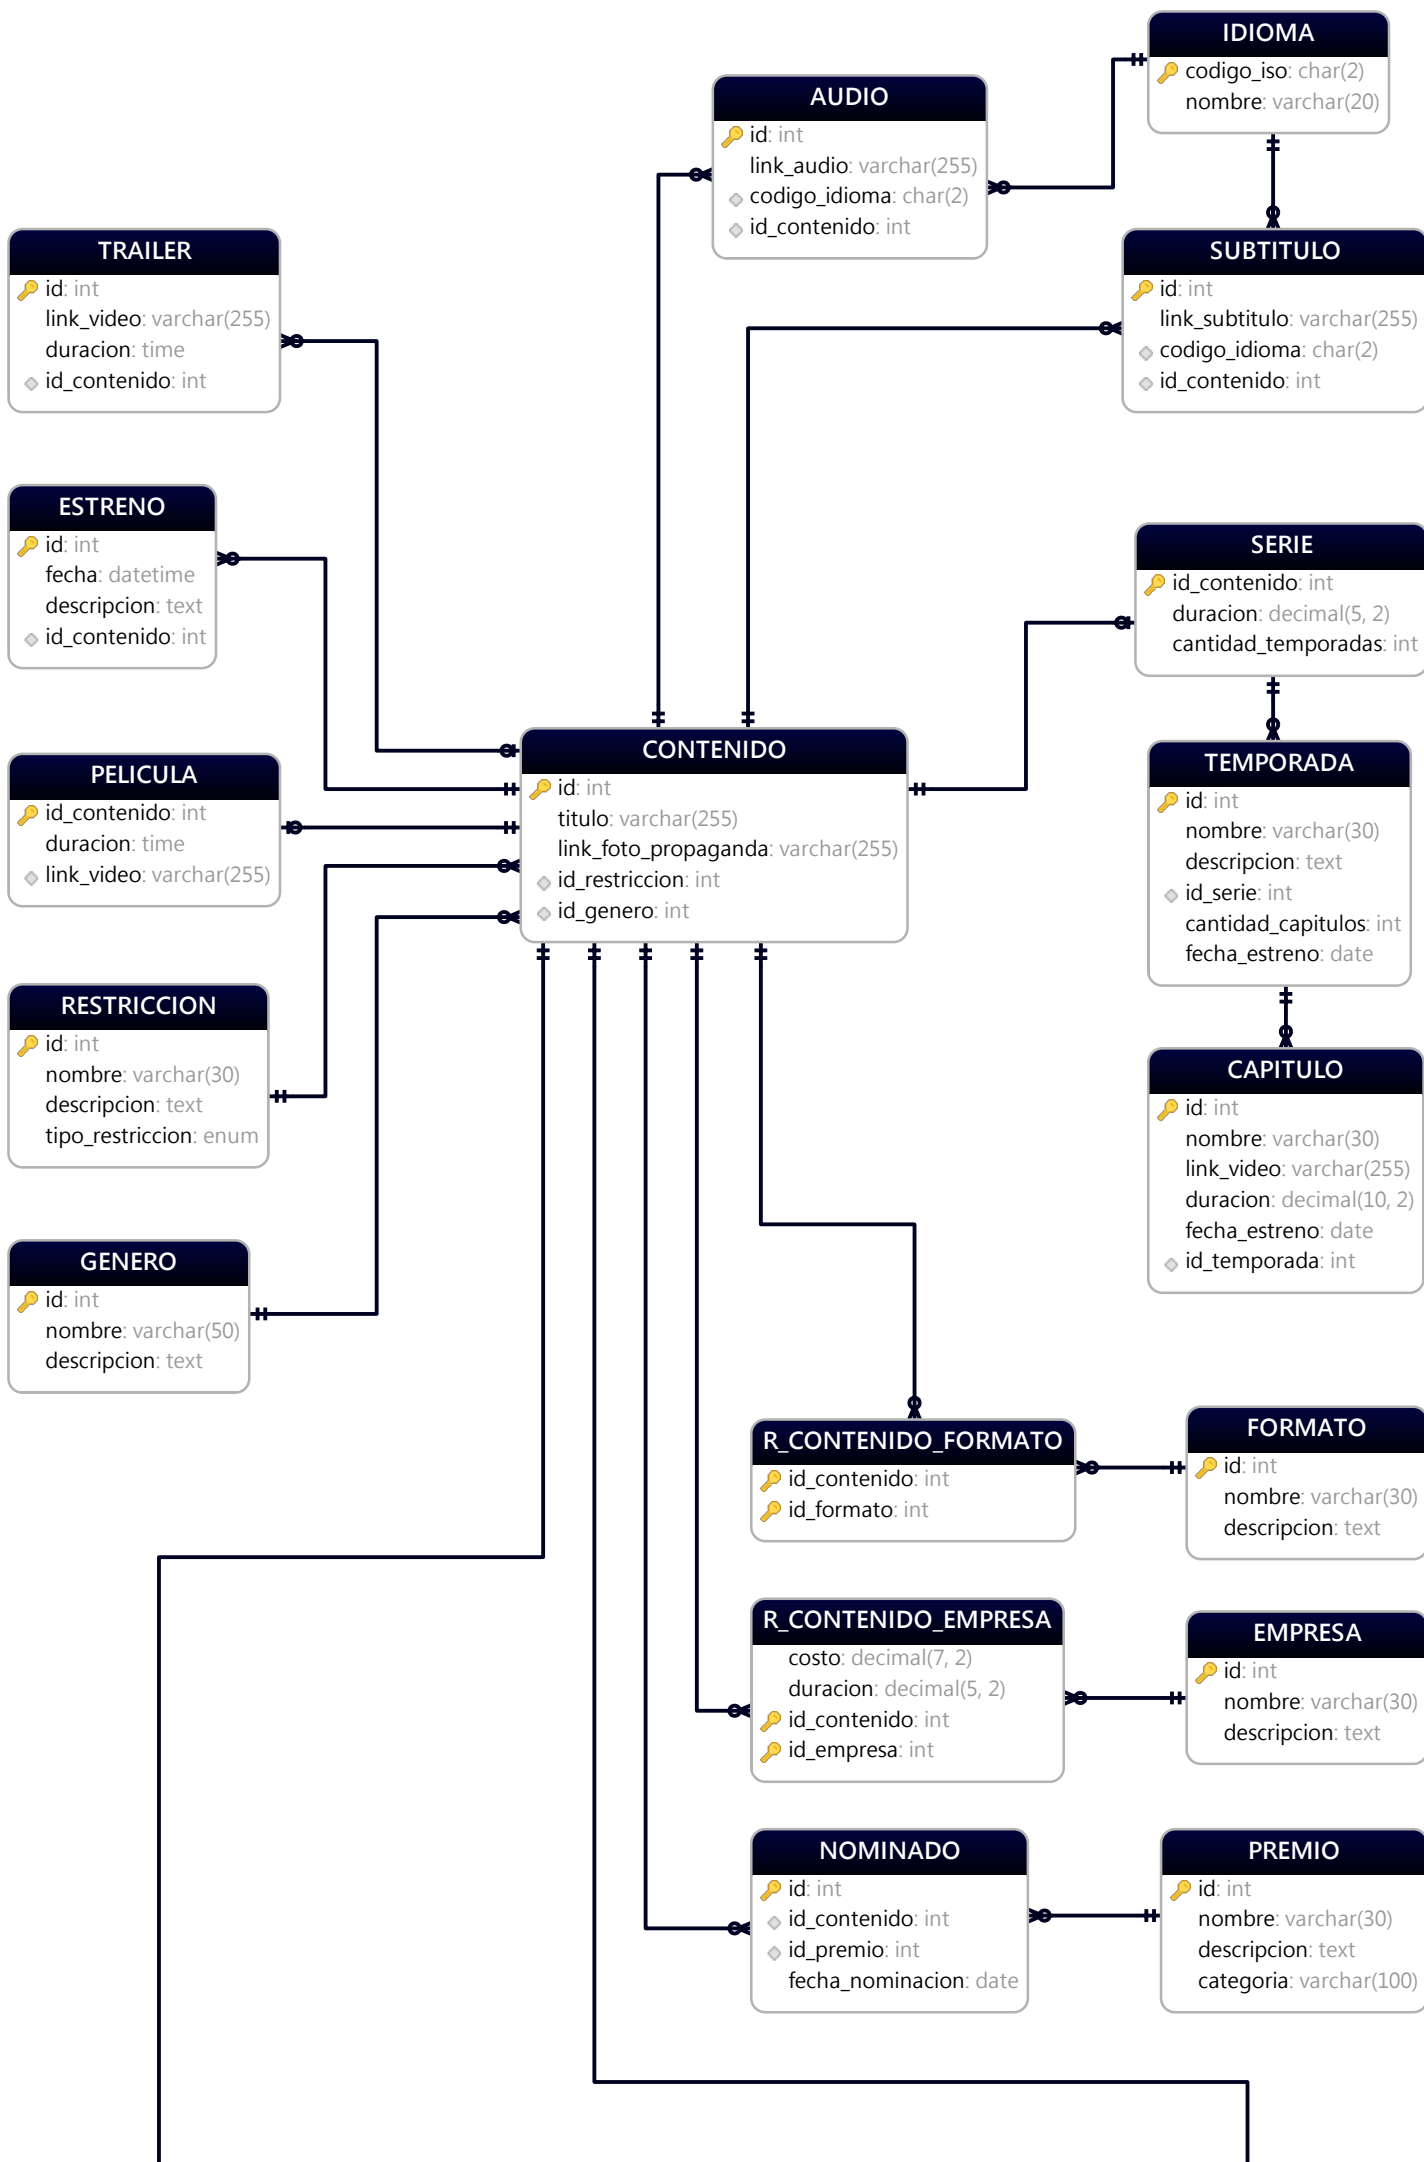 IDIOMA
codigo_iso: char(2)
nombre: varchar(20)
AUDIO
id: int
link_audio: varchar(255)
codigo_idioma: char(2)
id_contenido: int
TRAILER
id: int
link_video: varchar(255)
duracion: time
id_contenido: int
SUBTITULO
id: int
link_subtitulo: varchar(255)
codigo_idioma: char(2)
id_contenido: int
ESTRENO
id: int
fecha: datetime
descripcion: text
id_contenido: int
SERIE
id_contenido: int
duracion: decimal(5, 2)
cantidad_temporadas: int
CONTENIDO
id: int
titulo: varchar(255)
link_foto_propaganda: varchar(255)
id_restriccion: int
id_genero: int
PELICULA
id_contenido: int
duracion: time
link_video: varchar(255)
TEMPORADA
id: int
nombre: varchar(30)
descripcion: text
id_serie: int
cantidad_capitulos: int
fecha_estreno: date
RESTRICCION
id: int
nombre: varchar(30)
descripcion: text
tipo_restriccion: enum
CAPITULO
id: int
nombre: varchar(30)
link_video: varchar(255)
duracion: decimal(10, 2)
fecha_estreno: date
id_temporada: int
GENERO
id: int
nombre: varchar(50)
descripcion: text
R_CONTENIDO_FORMATO
id_contenido: int
id_formato: int
FORMATO
id: int
nombre: varchar(30)
descripcion: text
R_CONTENIDO_EMPRESA
costo: decimal(7, 2)
duracion: decimal(5, 2)
id_contenido: int
id_empresa: int
EMPRESA
id: int
nombre: varchar(30)
descripcion: text
NOMINADO
id: int
id_contenido: int
id_premio: int
fecha_nominacion: date
PREMIO
id: int
nombre: varchar(30)
descripcion: text
categoria: varchar(100)